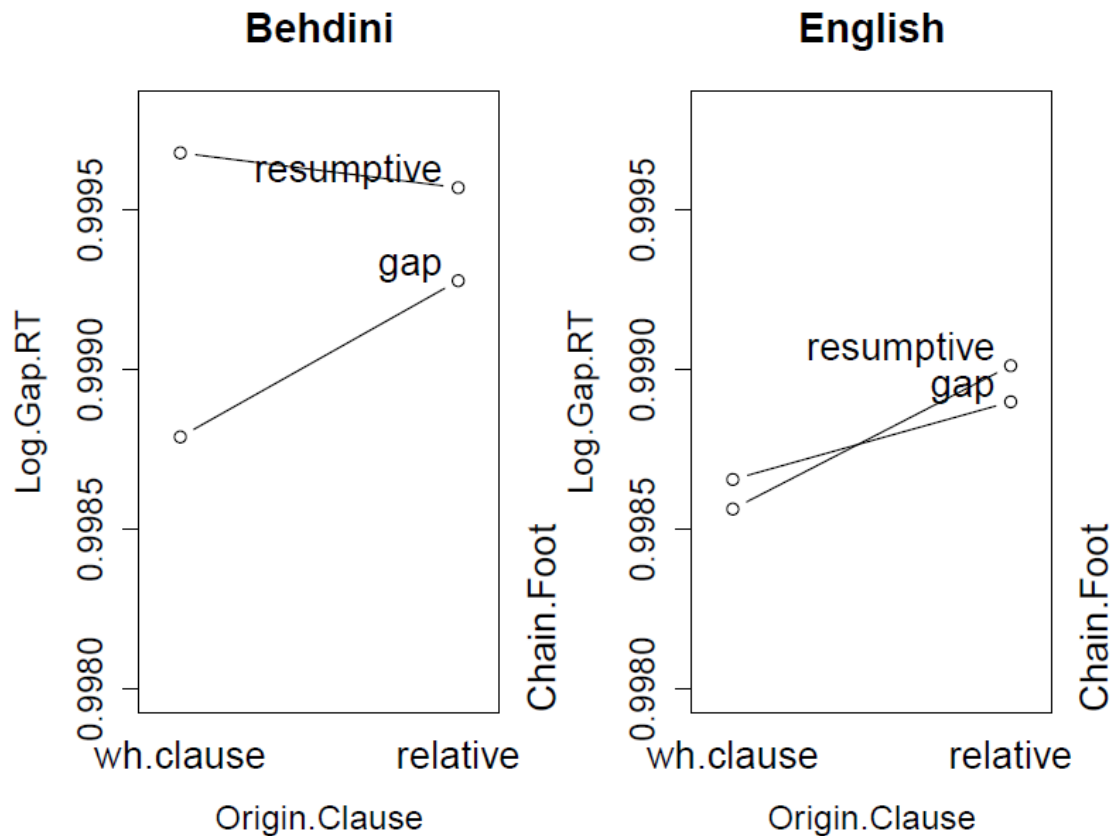 Behdini
Log.Gap.RT
0.9995
0.9990
0.9985
0.9980
resumptive
gap
Chain.Foot
wh.clause
relative
Origin.Clause
English
Log.Gap.RT
0.9995
0.9990
0.9985
0.9980
resumptive
gap
Chain.Foot
wh.clause
relative
Origin.Clause